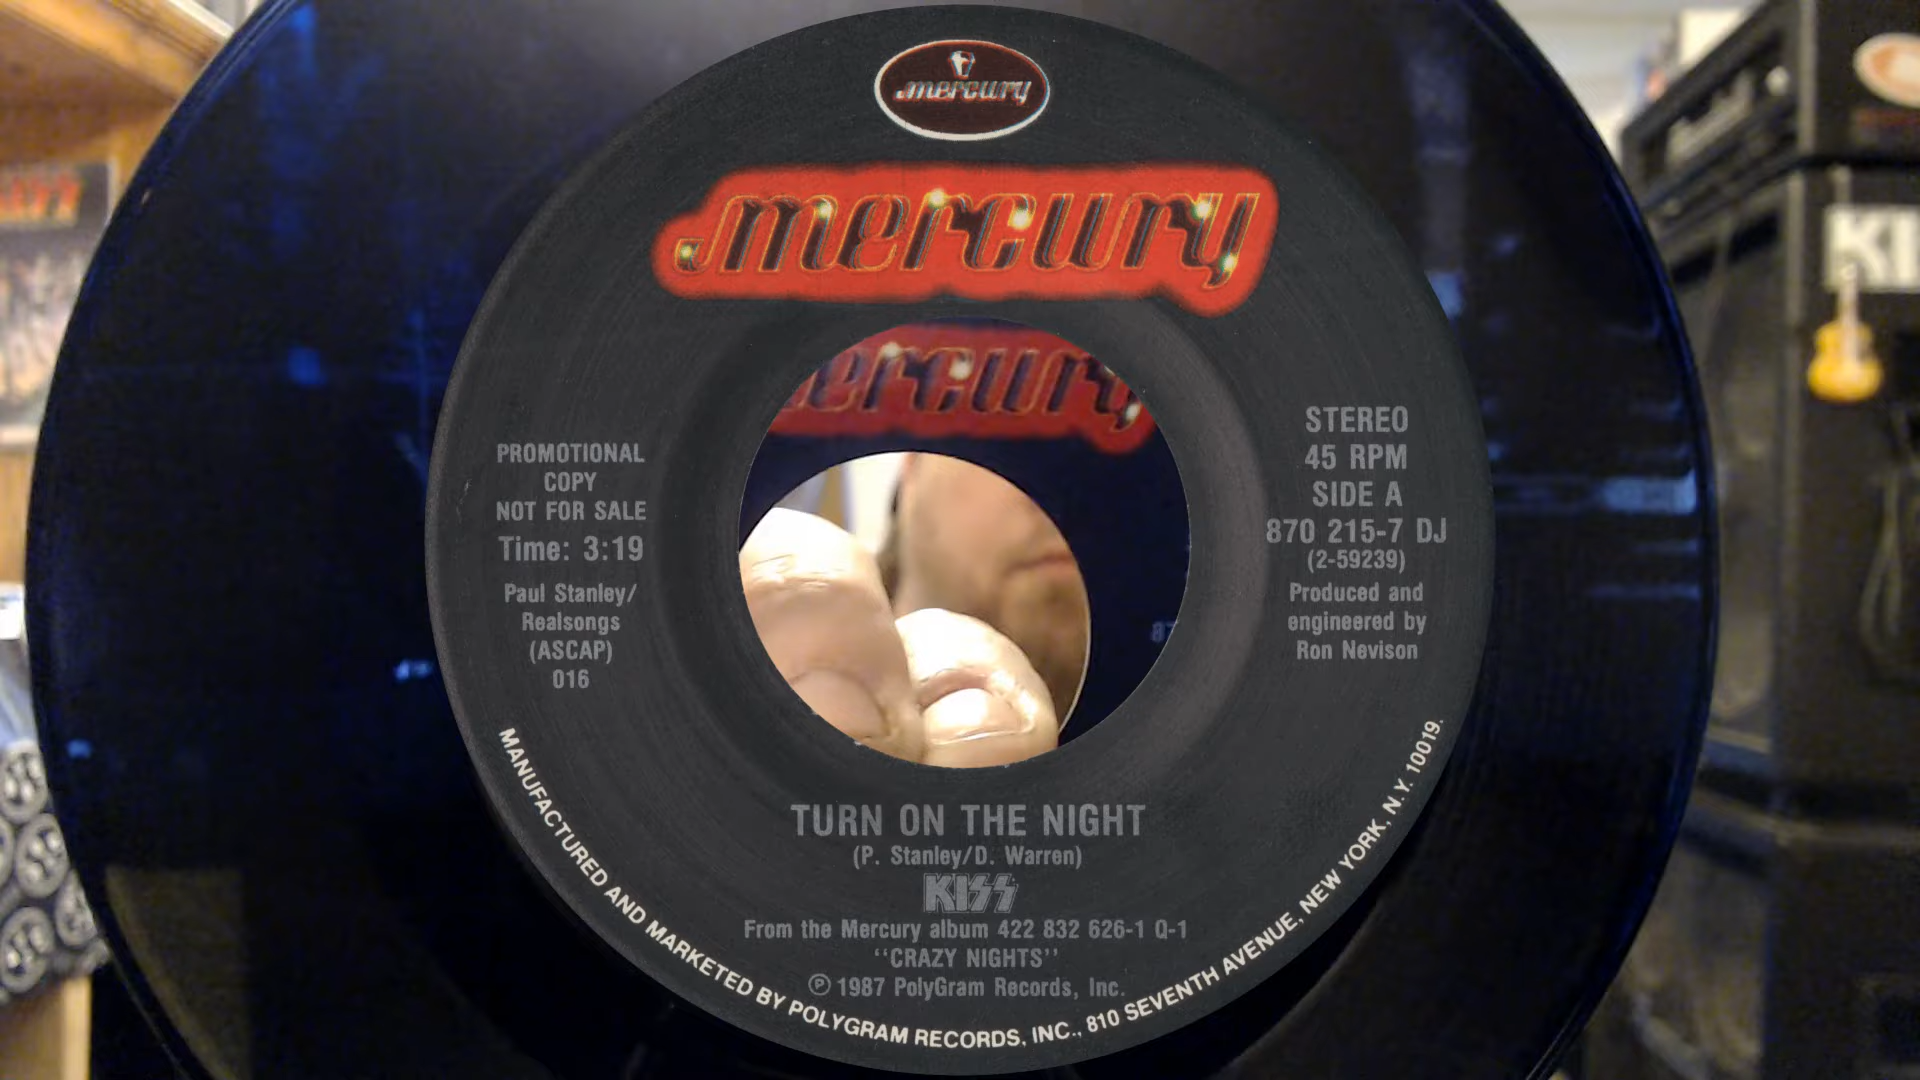 mercury
mercury
mercury
PROMOTIONAL
COPY
NOT FOR SALE
Time: 3:19
Paul Stanley/
Realsongs
(ASCAP)
016
STEREO
45 RPM
SIDE A
870 215-7 DJ
(2-59239)
Produced and
engineered by
Ron Nevison
87
TURN ON THE NIGHT
(P. Stanley/D. Warren)
KISS
From the Mercury album 422 832 626-1 Q-1
"CRAZY NIGHTS"
℗ 1987 PolyGram Records, Inc.
MANUFACTURED AND MARKETED BY POLYGRAM RECORDS, INC., 810 SEVENTH AVENUE, NEW YORK, N.Y. 10019.
KI